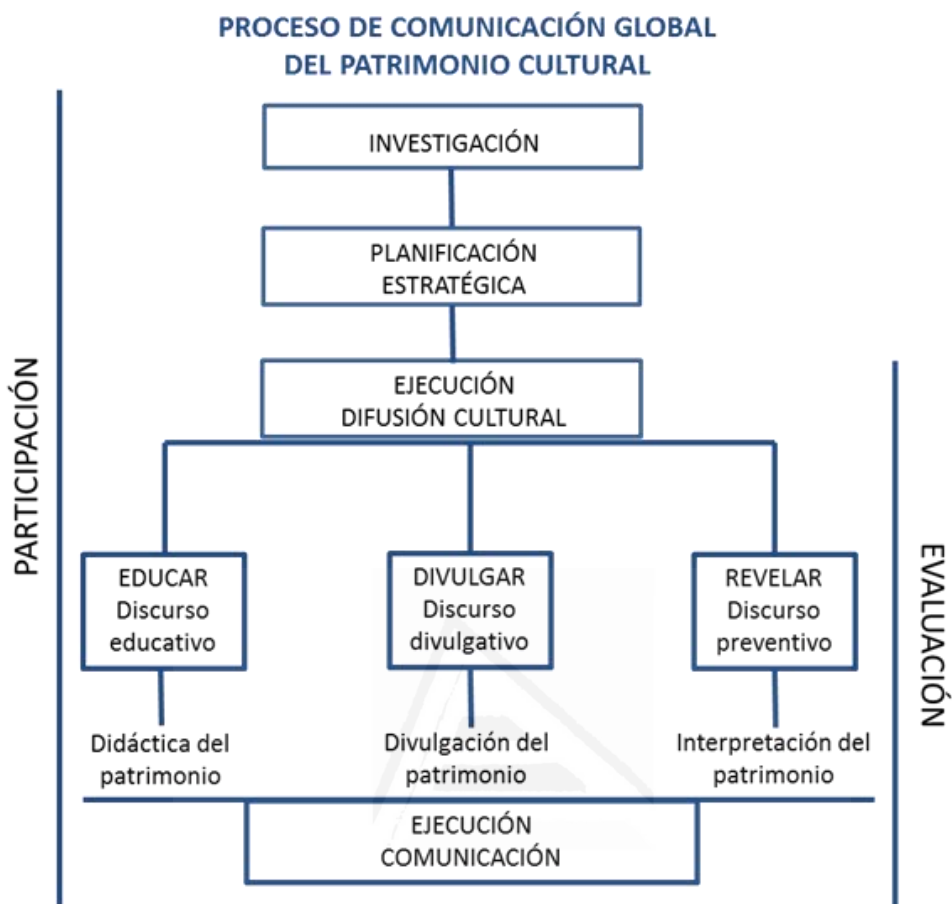 PROCESO DE COMUNICACIÓN GLOBAL
DEL PATRIMONIO CULTURAL
INVESTIGACIÓN
PLANIFICACIÓN
ESTRATÉGICA
EJECUCIÓN
DIFUSIÓN CULTURAL
PARTICIPACIÓN
EVALUACIÓN
EDUCAR
Discurso
educativo
DIVULGAR
Discurso
divulgativo
REVELAR
Discurso
preventivo
Didáctica del
patrimonio
Divulgación del
patrimonio
Interpretación del
patrimonio
EJECUCIÓN
COMUNICACIÓN